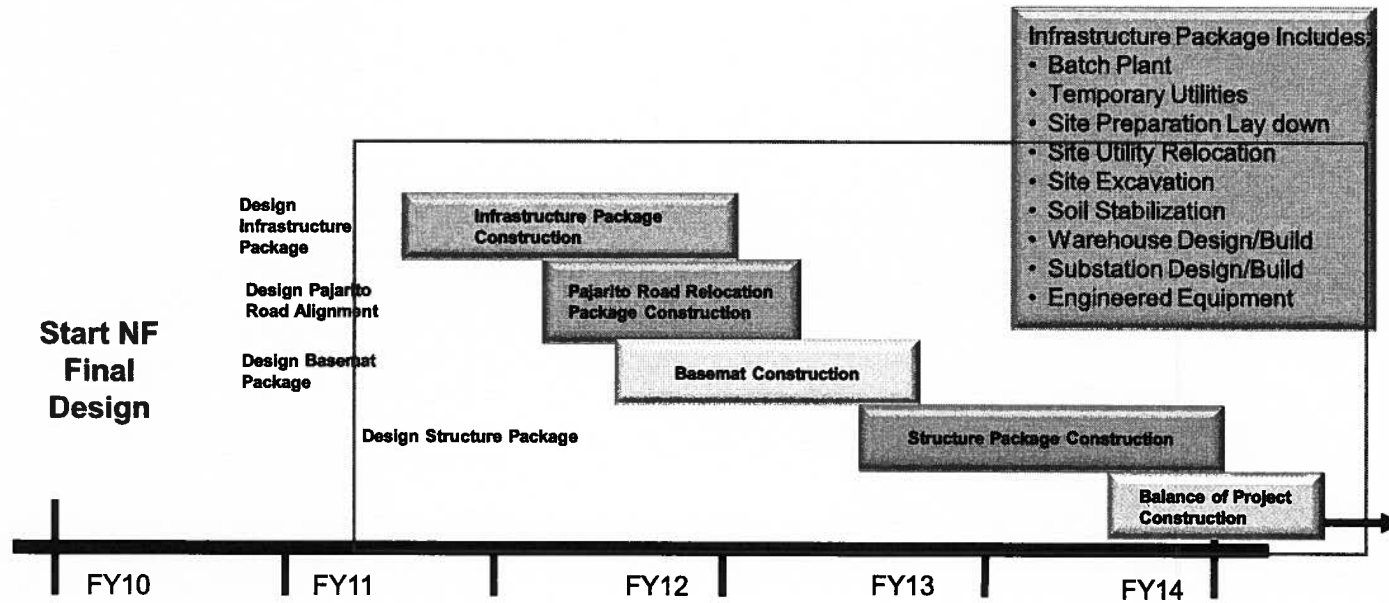 Infrastructure Package Includes:
• Batch Plant
• Temporary Utilities
• Site Preparation Lay down
• Site Utility Relocation
• Site Excavation
• Soil Stabilization
• Warehouse Design/Build
• Substation Design/Build
• Engineered Equipment
Design
Infrastructure
Package
Infrastructure Package
Construction
Design Pajarito
Road Alignment
Pajarito Road Relocation
Package Construction
Start NF
Final
Design
Design Basemat
Package
Basemat Construction
Design Structure Package
Structure Package Construction
Balance of Project
Construction
FY10
FY11
FY12
FY13
FY14